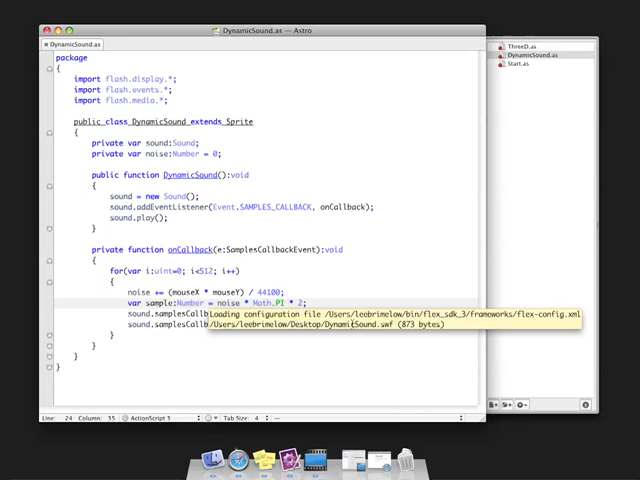 DynamicSound.as — Astro
DynamicSound.as
package
{
import flash.display.*;
import flash.events.*;
import flash.media.*;
public class DynamicSound extends Sprite
{
private var sound:Sound;
private var noise:Number = 0;
public function DynamicSound():void
{
sound = new Sound();
sound.addEventListener(Event.SAMPLES_CALLBACK, onCallback);
sound.play();
}
private function onCallback(e:SamplesCallbackEvent):void
{
for(var i:uint=0; i<512; i++)
{
noise += (mouseX * mouseY) / 44100;
var sample:Number = noise * Math.PI * 2;
sound.samplesCallb
sound.samplesCallb
}
}
}
}
Loading configuration file /Users/leebrimelow/bin/flex_sdk_3/frameworks/flex-config.xml
/Users/leebrimelow/Desktop/DynamicSound.swf (873 bytes)
Line: 24 Column: 35 ActionScript 3 Tab Size: 4 —
ThreeD.as
DynamicSound.as
Start.as